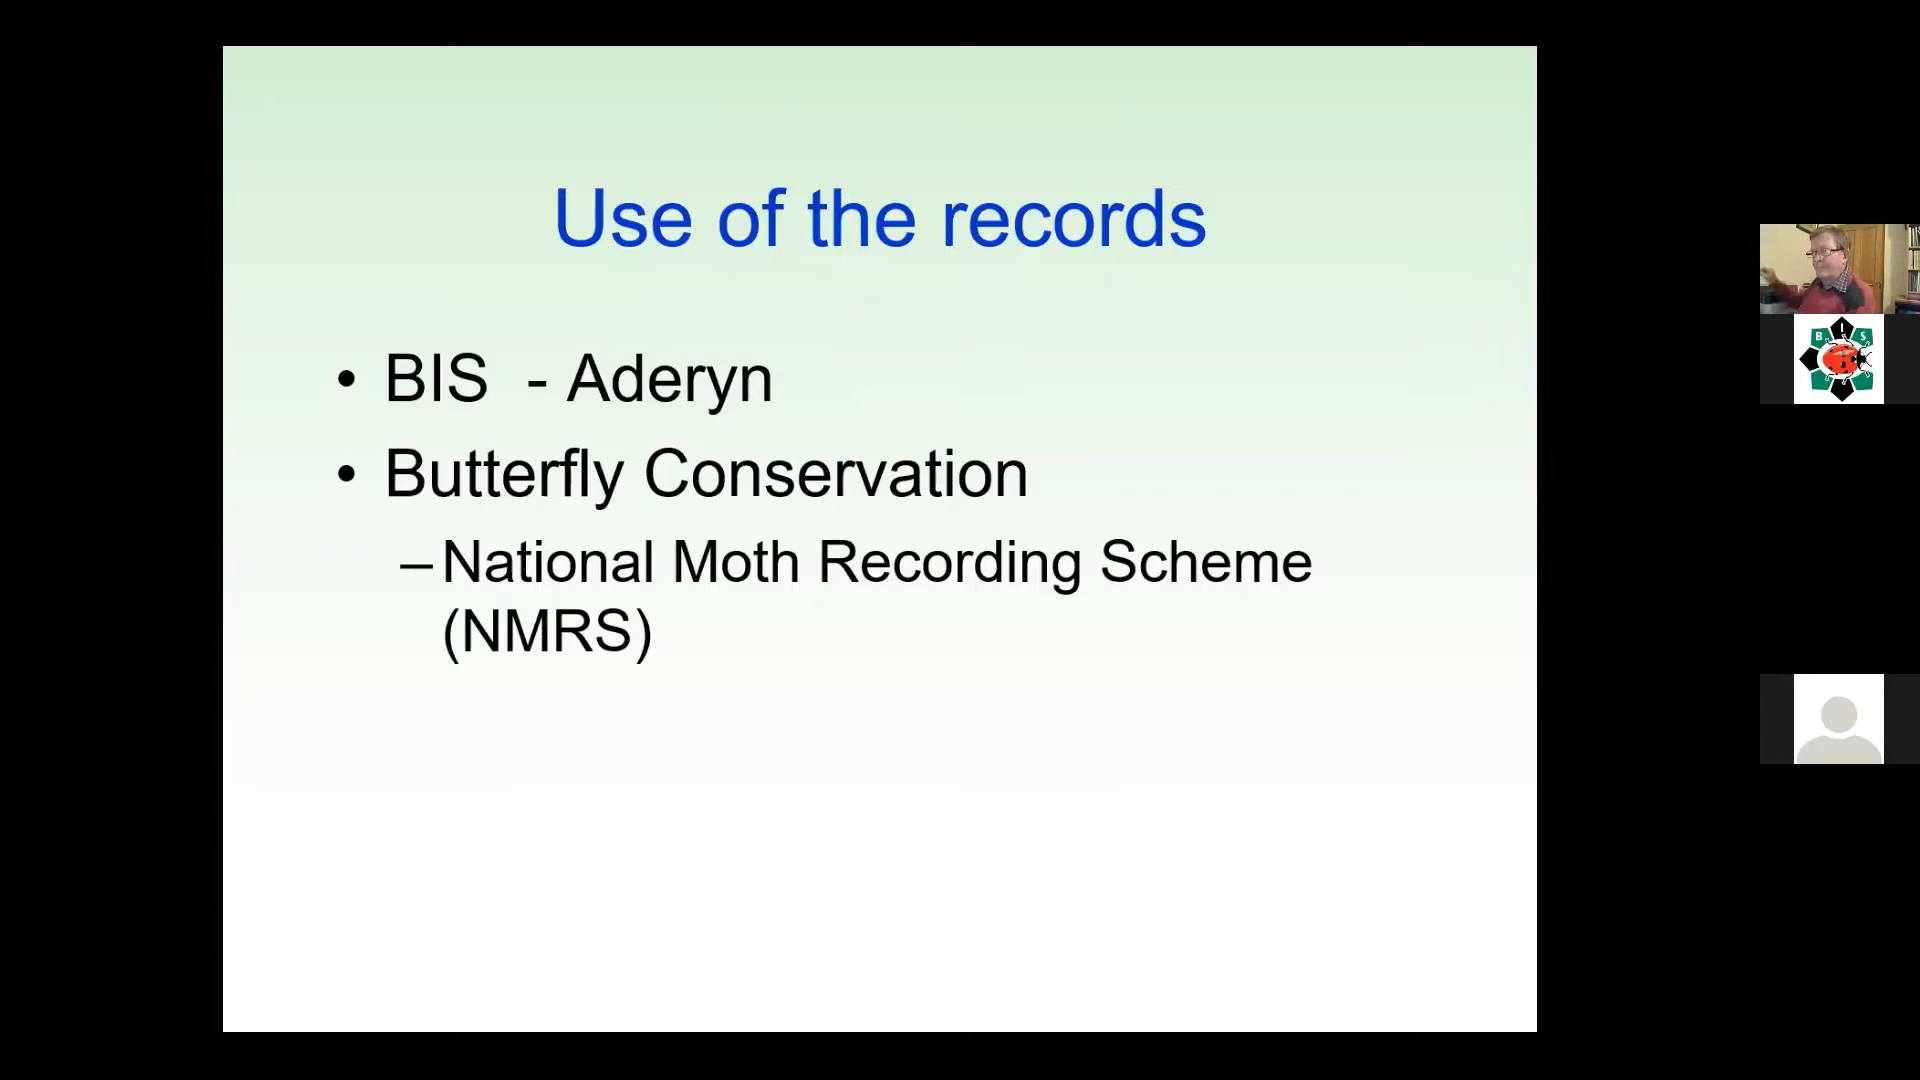 Use of the records
• BIS - Aderyn
• Butterfly Conservation
– National Moth Recording Scheme
(NMRS)
B I S